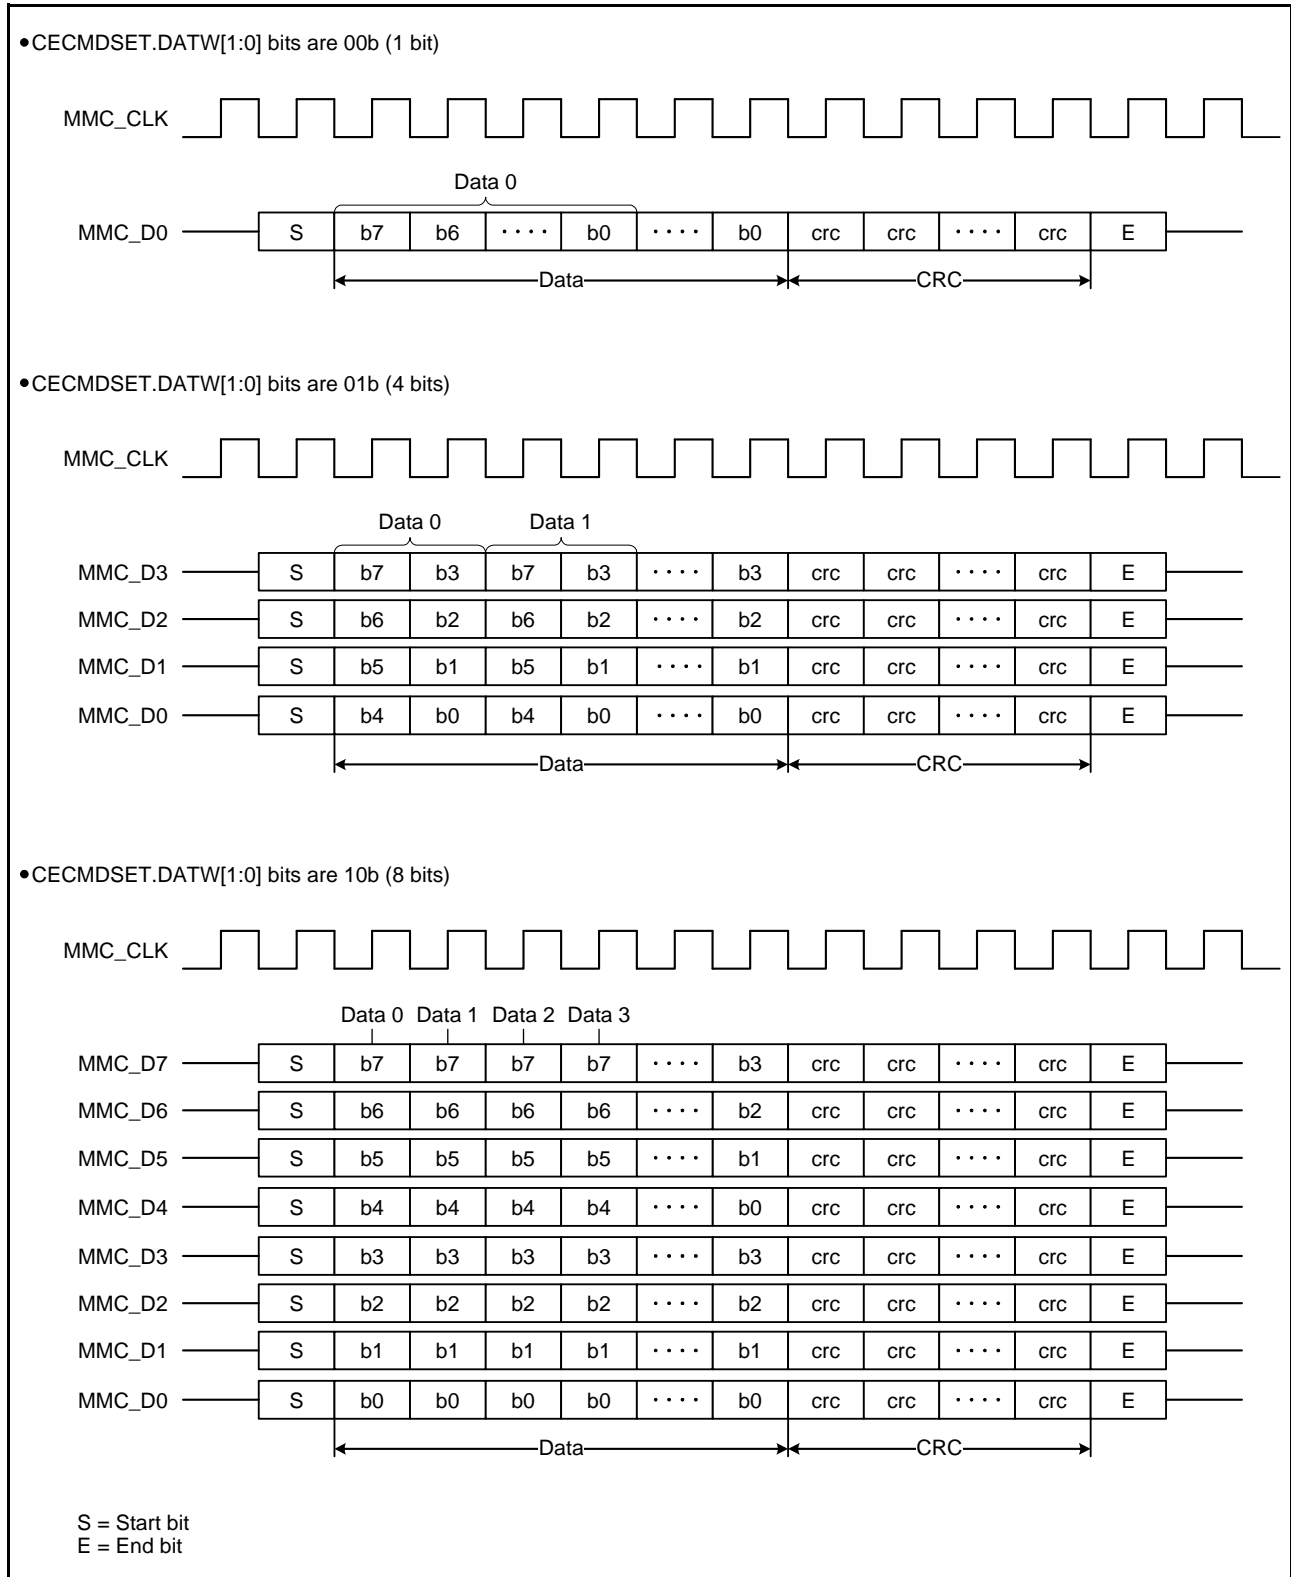 ●CECMDSET.DATW[1:0] bits are 00b (1 bit)
MMC_CLK
Data 0
MMC_D0 S b7 b6 ···· b0 ···· b0 crc crc ···· crc E
Data CRC
●CECMDSET.DATW[1:0] bits are 01b (4 bits)
MMC_CLK
Data 0 Data 1
MMC_D3 S b7 b3 b7 b3 ···· b3 crc crc ···· crc E
MMC_D2 S b6 b2 b6 b2 ···· b2 crc crc ···· crc E
MMC_D1 S b5 b1 b5 b1 ···· b1 crc crc ···· crc E
MMC_D0 S b4 b0 b4 b0 ···· b0 crc crc ···· crc E
Data CRC
●CECMDSET.DATW[1:0] bits are 10b (8 bits)
MMC_CLK
Data 0 Data 1 Data 2 Data 3
MMC_D7 S b7 b7 b7 b7 ···· b3 crc crc ···· crc E
MMC_D6 S b6 b6 b6 b6 ···· b2 crc crc ···· crc E
MMC_D5 S b5 b5 b5 b5 ···· b1 crc crc ···· crc E
MMC_D4 S b4 b4 b4 b4 ···· b0 crc crc ···· crc E
MMC_D3 S b3 b3 b3 b3 ···· b3 crc crc ···· crc E
MMC_D2 S b2 b2 b2 b2 ···· b2 crc crc ···· crc E
MMC_D1 S b1 b1 b1 b1 ···· b1 crc crc ···· crc E
MMC_D0 S b0 b0 b0 b0 ···· b0 crc crc ···· crc E
Data CRC
S = Start bit
E = End bit